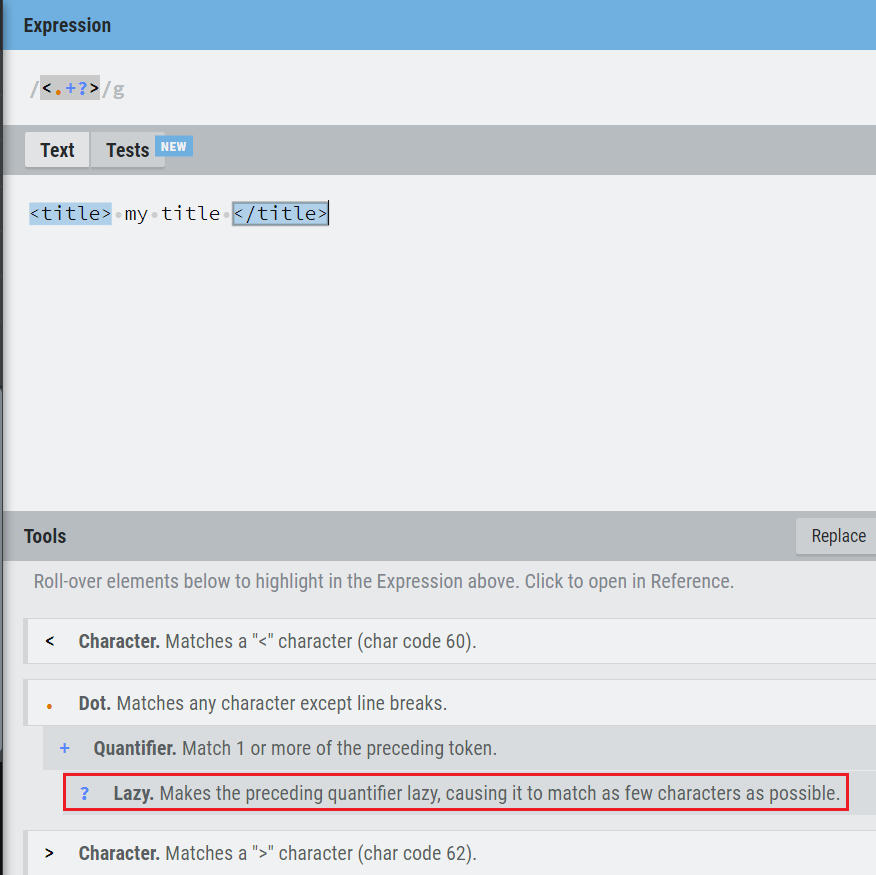 Expression
/<.+?>/g
Text Tests NEW
<title> my title </title>
Tools Replace
Roll-over elements below to highlight in the Expression above. Click to open in Reference.
< Character. Matches a "<" character (char code 60).
. Dot. Matches any character except line breaks.
+ Quantifier. Match 1 or more of the preceding token.
? Lazy. Makes the preceding quantifier lazy, causing it to match as few characters as possible.
> Character. Matches a ">" character (char code 62).